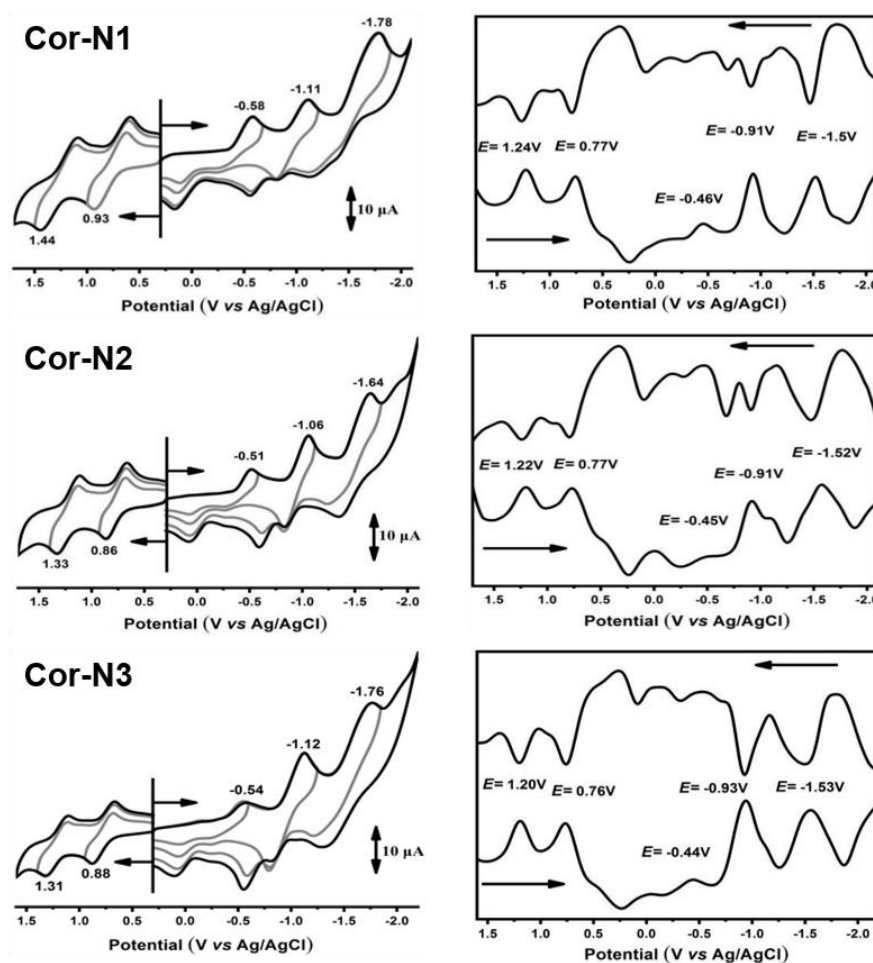 Cor-N1
-1.78
-1.11
-0.58
0.93
1.44
10 µA
1.5 1.0 0.5 0.0 -0.5 -1.0 -1.5 -2.0
Potential (V vs Ag/AgCl)
E= 1.24V E= 0.77V E= -0.91V E= -1.5V
E= -0.46V
1.5 1.0 0.5 0.0 -0.5 -1.0 -1.5 -2.0
Potential (V vs Ag/AgCl)
Cor-N2
-1.64
-1.06
-0.51
0.86
1.33
10 µA
1.5 1.0 0.5 0.0 -0.5 -1.0 -1.5 -2.0
Potential (V vs Ag/AgCl)
E= 1.22V E= 0.77V E= -0.91V E= -1.52V
E= -0.45V
1.5 1.0 0.5 0.0 -0.5 -1.0 -1.5 -2.0
Potential (V vs Ag/AgCl)
Cor-N3
-1.76
-1.12
-0.54
0.88
1.31
10 µA
1.5 1.0 0.5 0.0 -0.5 -1.0 -1.5 -2.0
Potential (V vs Ag/AgCl)
E= 1.20V E= 0.76V E= -0.93V E= -1.53V
E= -0.44V
1.5 1.0 0.5 0.0 -0.5 -1.0 -1.5 -2.0
Potential (V vs Ag/AgCl)